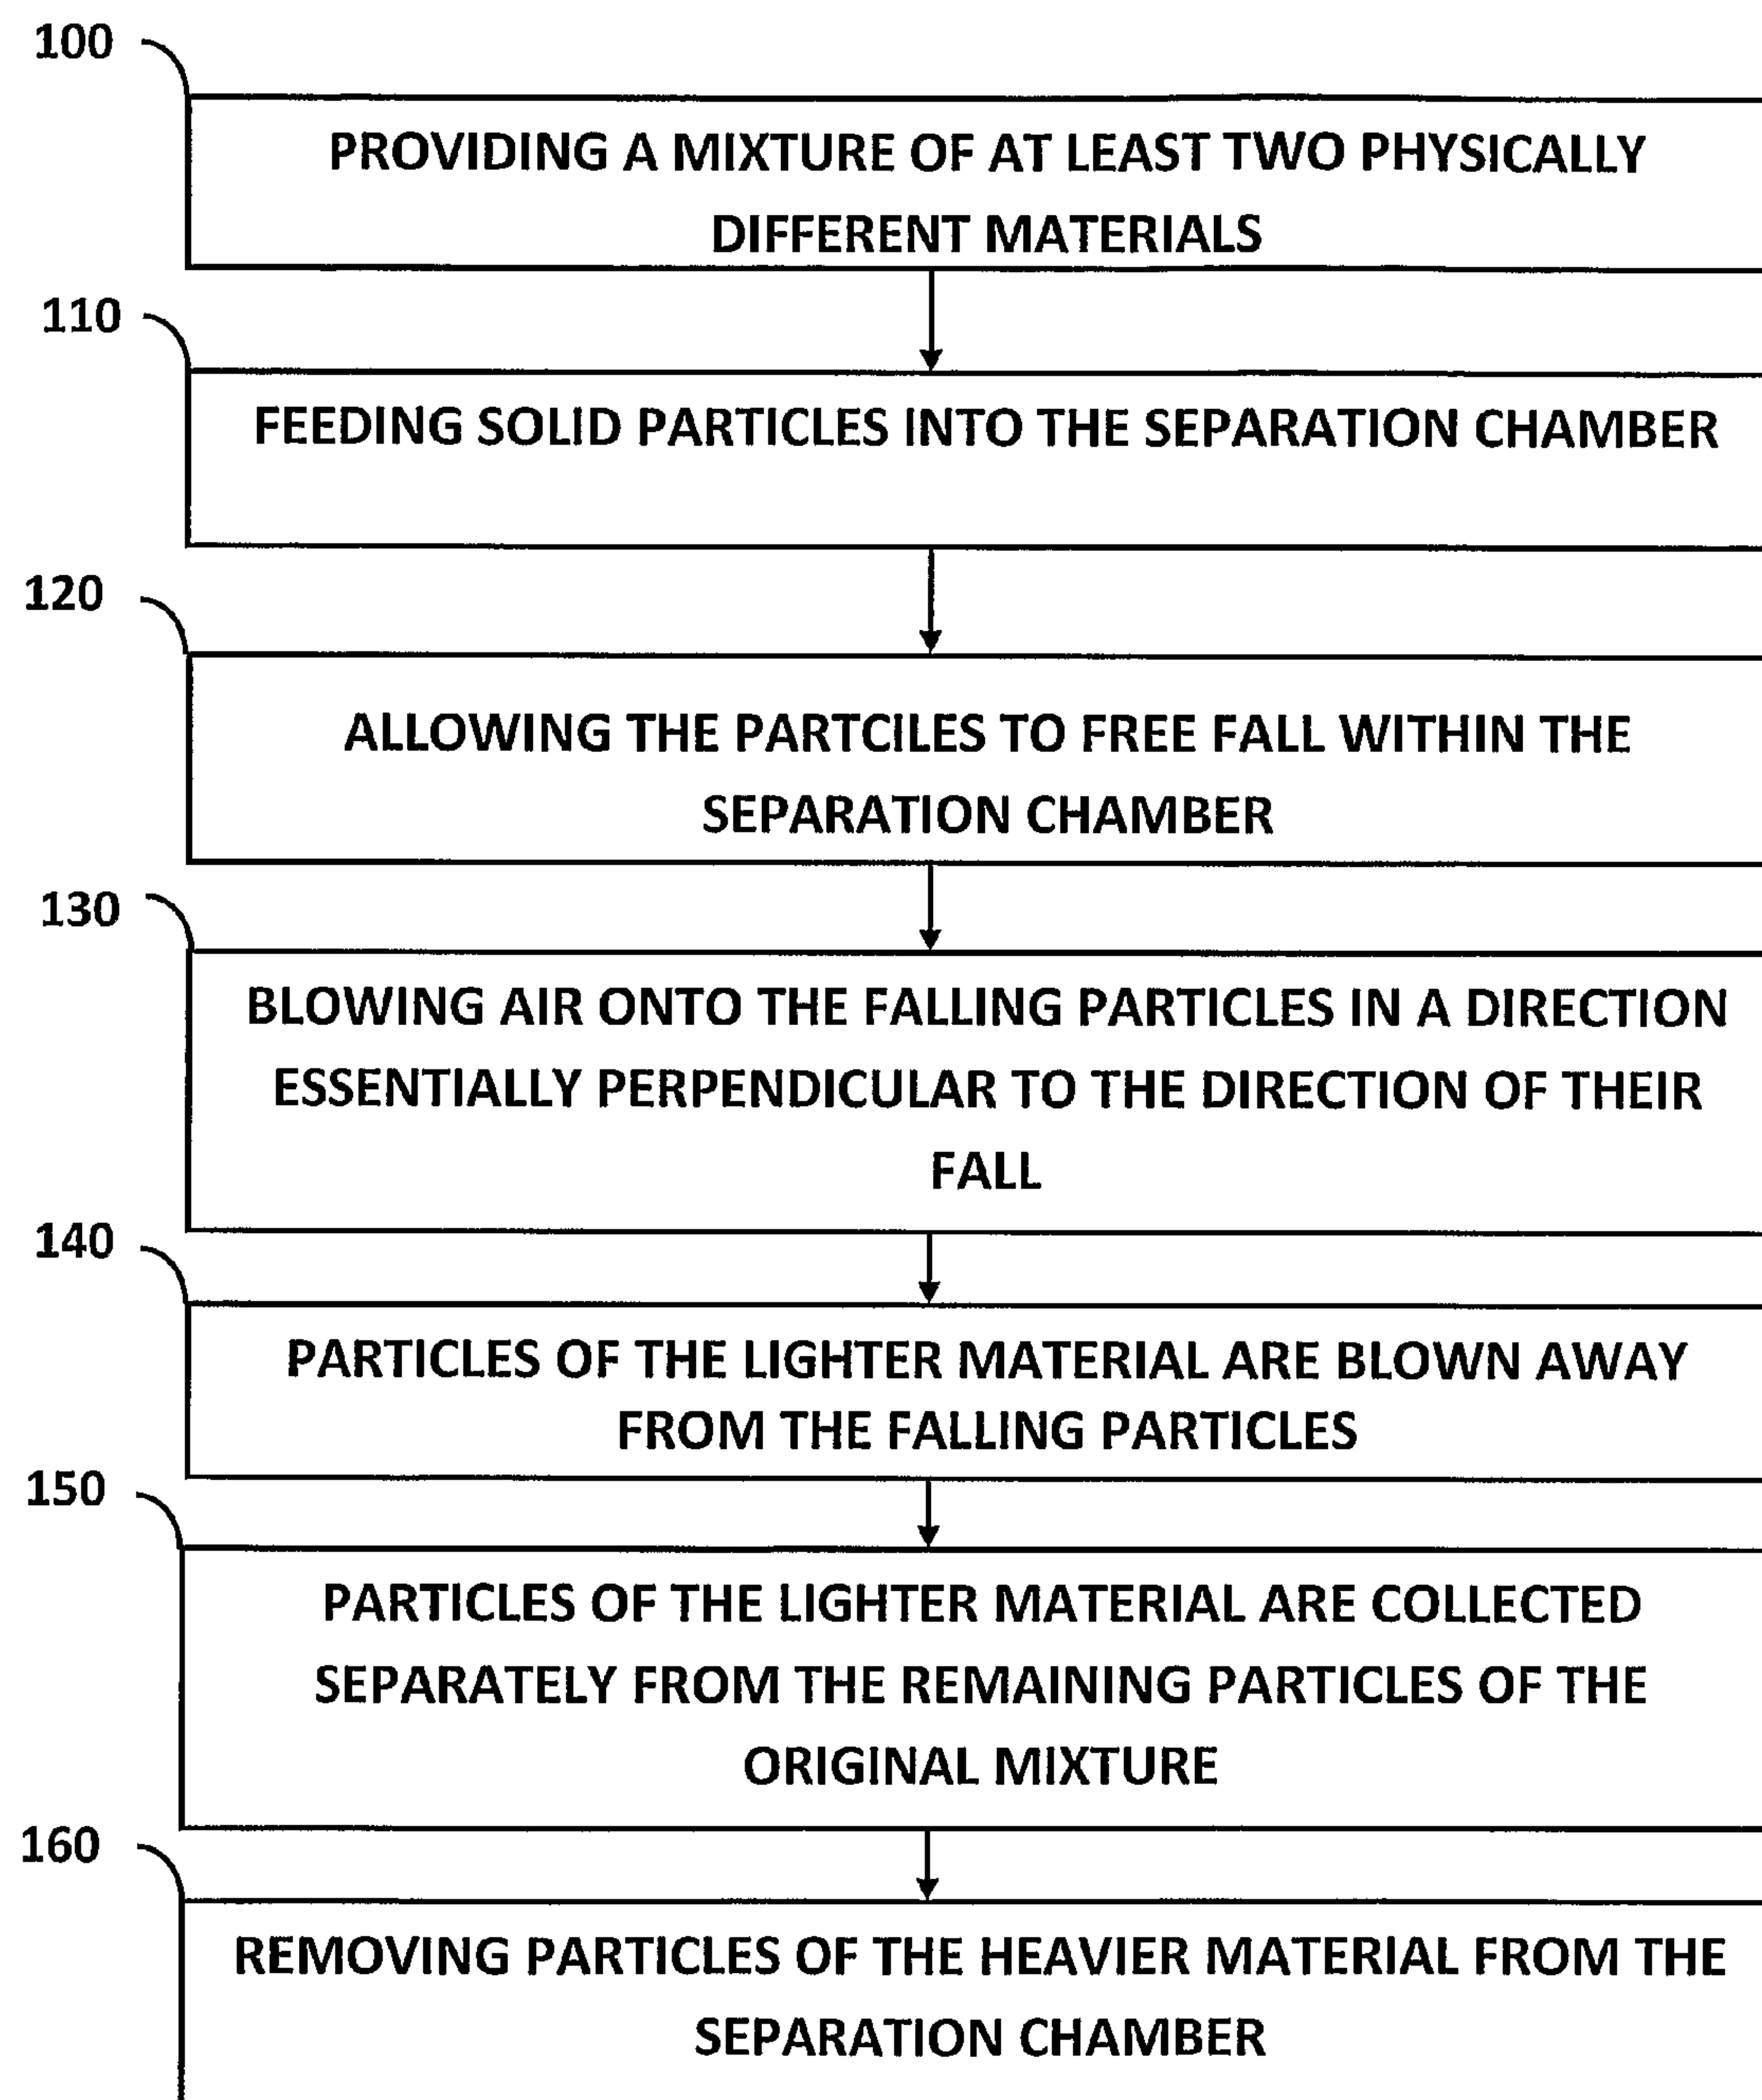 100
PROVIDING A MIXTURE OF AT LEAST TWO PHYSICALLY
DIFFERENT MATERIALS
110
FEEDING SOLID PARTICLES INTO THE SEPARATION CHAMBER
120
ALLOWING THE PARTCILES TO FREE FALL WITHIN THE
SEPARATION CHAMBER
130
BLOWING AIR ONTO THE FALLING PARTICLES IN A DIRECTION
ESSENTIALLY PERPENDICULAR TO THE DIRECTION OF THEIR
FALL
140
PARTICLES OF THE LIGHTER MATERIAL ARE BLOWN AWAY
FROM THE FALLING PARTICLES
150
PARTICLES OF THE LIGHTER MATERIAL ARE COLLECTED
SEPARATELY FROM THE REMAINING PARTICLES OF THE
ORIGINAL MIXTURE
160
REMOVING PARTICLES OF THE HEAVIER MATERIAL FROM THE
SEPARATION CHAMBER